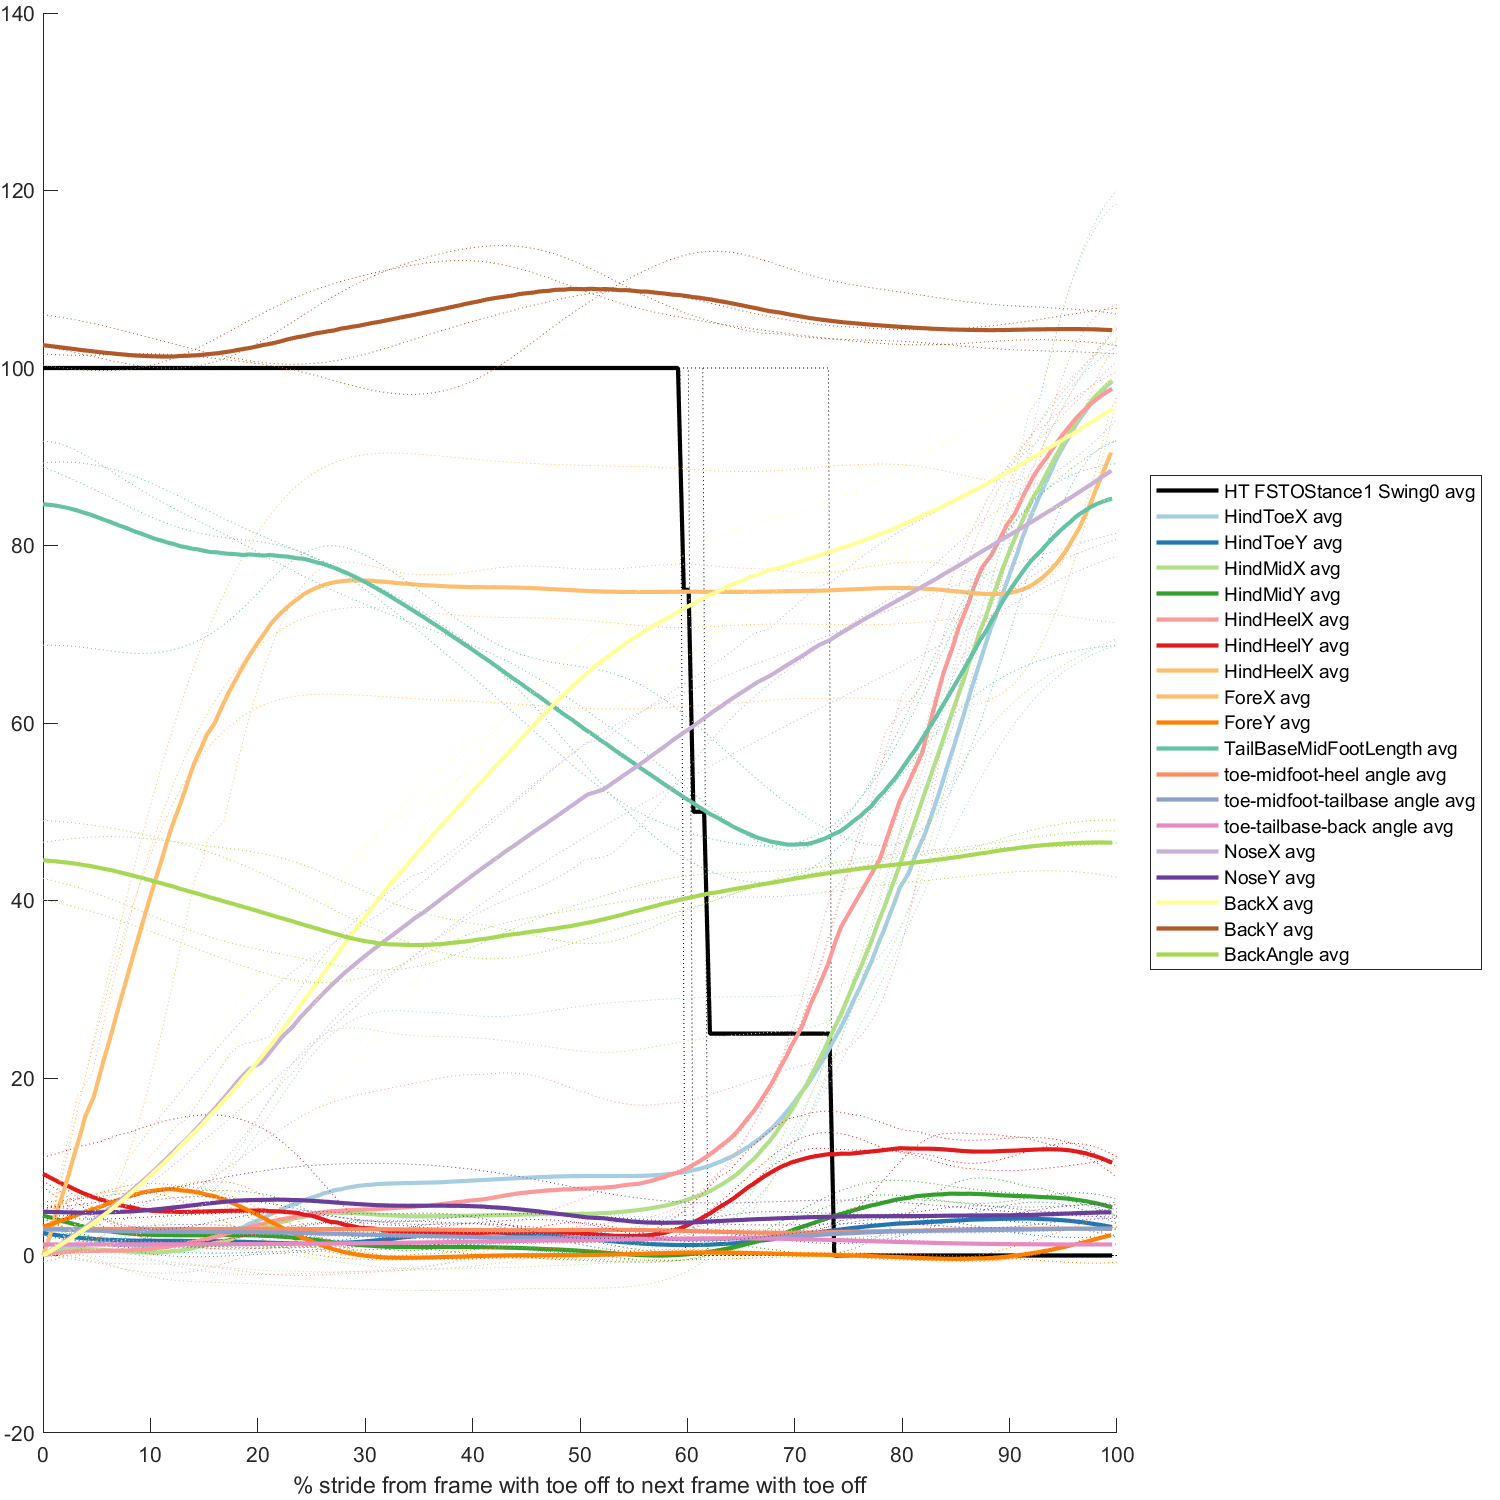 140
120
100
80
60
40
20
0
-20
0 10 20 30 40 50 60 70 80 90 100
% stride from frame with toe off to next frame with toe off
HT FSTOStance1 Swing0 avg
HindToeX avg
HindToeY avg
HindMidX avg
HindMidY avg
HindHeelX avg
HindHeelY avg
HindHeelX avg
ForeX avg
ForeY avg
TailBaseMidFootLength avg
toe-midfoot-heel angle avg
toe-midfoot-tailbase angle avg
toe-tailbase-back angle avg
NoseX avg
NoseY avg
BackX avg
BackY avg
BackAngle avg